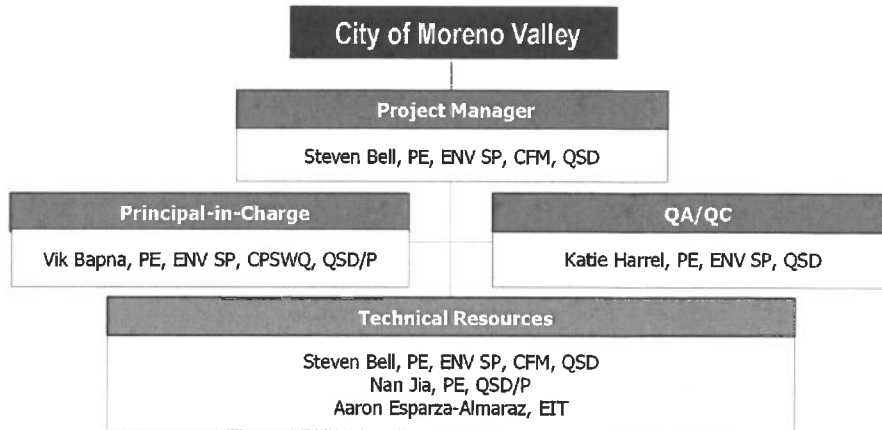 City of Moreno Valley
Project Manager
Steven Bell, PE, ENV SP, CFM, QSD
Principal-in-Charge
Vik Bapna, PE, ENV SP, CPSWQ, QSD/P
QA/QC
Katie Harrel, PE, ENV SP, QSD
Technical Resources
Steven Bell, PE, ENV SP, CFM, QSD
Nan Jia, PE, QSD/P
Aaron Esparza-Almaraz, EIT